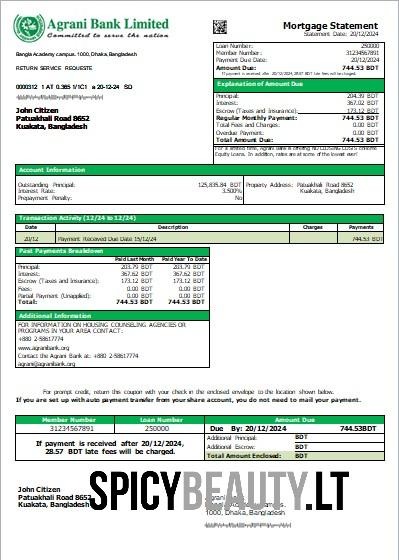 Agrani Bank Limited
Committed to serve the nation
Mortgage Statement
Statement Date: 20/12/2024
Bangla Academy campus. 1000, Dhaka,Bangladesh
RETURN SERVICE REQUESTE
0000312 1 AT 0.365 1/1C1 a 20-12-24 SD
John Citizen
Patuakhali Road 8652
Kuakata, Bangladesh
Loan Number: 250000
Member Number: 31234567891
Payment Due Date: 20/12/2024
Amount Due: 744.53 BDT
If payment is received after 20/12/2024, 28.57 BDT late fee will be charged.
Explanation of Amount Due
Principal: 204.39 BDT
Interest: 367.02 BDT
Escrow (Taxes and Insurance): 173.12 BDT
Regular Monthly Payment: 744.53 BDT
Total Fees and Charges: 0.00 BDT
Overdue Payment: 0.00 BDT
Total Amount Due: 744.53 BDT
For a limited time, Agrani Bank is offering NO CLOSING COSTS on
Equity Loans. In addition, rates are at some of the lowest ever!
Account Information
Outstanding Principal: 125,835.84 BDT
Interest Rate: 3.500%
Prepayment Penalty: No
Property Address: Patuakhali Road 8652
Kuakata, Bangladesh
Transaction Activity (12/24 to 12/24)
Date Description Charges Payments
20/12 Payment Received Due Date 15/12/24 744.53 BDT
Past Payments Breakdown
Paid Last Month Paid Year To Date
Principal: 203.79 BDT 203.79 BDT
Interest: 367.62 BDT 367.62 BDT
Escrow (Taxes and Insurance): 173.12 BDT 173.12 BDT
Fees: 0.00 BDT 0.00 BDT
Partial Payment (Unapplied): 0.00 BDT 0.00 BDT
Total: 744.53 BDT 744.53 BDT
Additional Information
FOR INFORMATION ON HOUSING COUNSELING AGENCIES OR
PROGRAMS IN YOUR AREA CONTACT:
+880 2-58617774
www.agranibank.org
Contact the Agrani Bank at: +880 2-58617774
agrani@agranibank.org
For prompt credit, return this coupon with your check in the enclosed envelope to the location shown below.
If you are set up with auto payment transfer from your share account, you do not need to mail your payment.
Member Number Loan Number Amount Due
31234567891 250000 Due By: 20/12/2024 744.53BDT
If payment is received after 20/12/2024,
28.57 BDT late fees will be charged.
Additional Principal: BDT
Additional Escrow: BDT
Total Amount Enclosed: BDT
John Citizen
Patuakhali Road 8652
Kuakata, Bangladesh
1000, Dhaka, Bangladesh
SPICYBEAUTY.LT